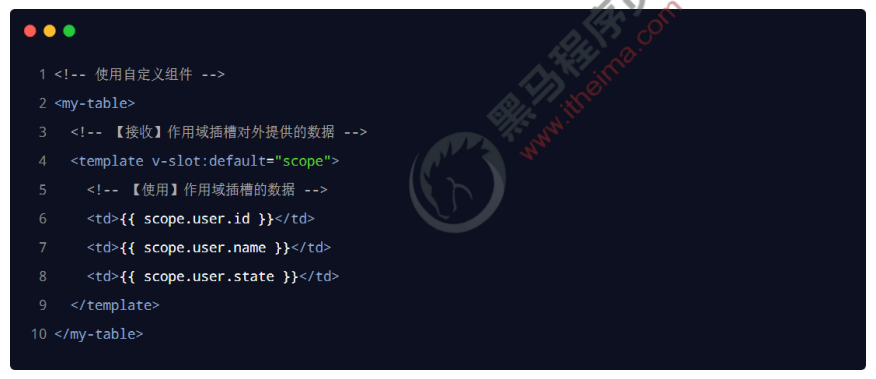 1 <!-- 使用自定义组件 -->
2 <my-table>
3 <!-- 【接收】作用域插槽对外提供的数据 -->
4 <template v-slot:default="scope">
5 <!-- 【使用】作用域插槽的数据 -->
6 <td>{{ scope.user.id }}</td>
7 <td>{{ scope.user.name }}</td>
8 <td>{{ scope.user.state }}</td>
9 </template>
10 </my-table>
黑马程序员
www.itheima.com